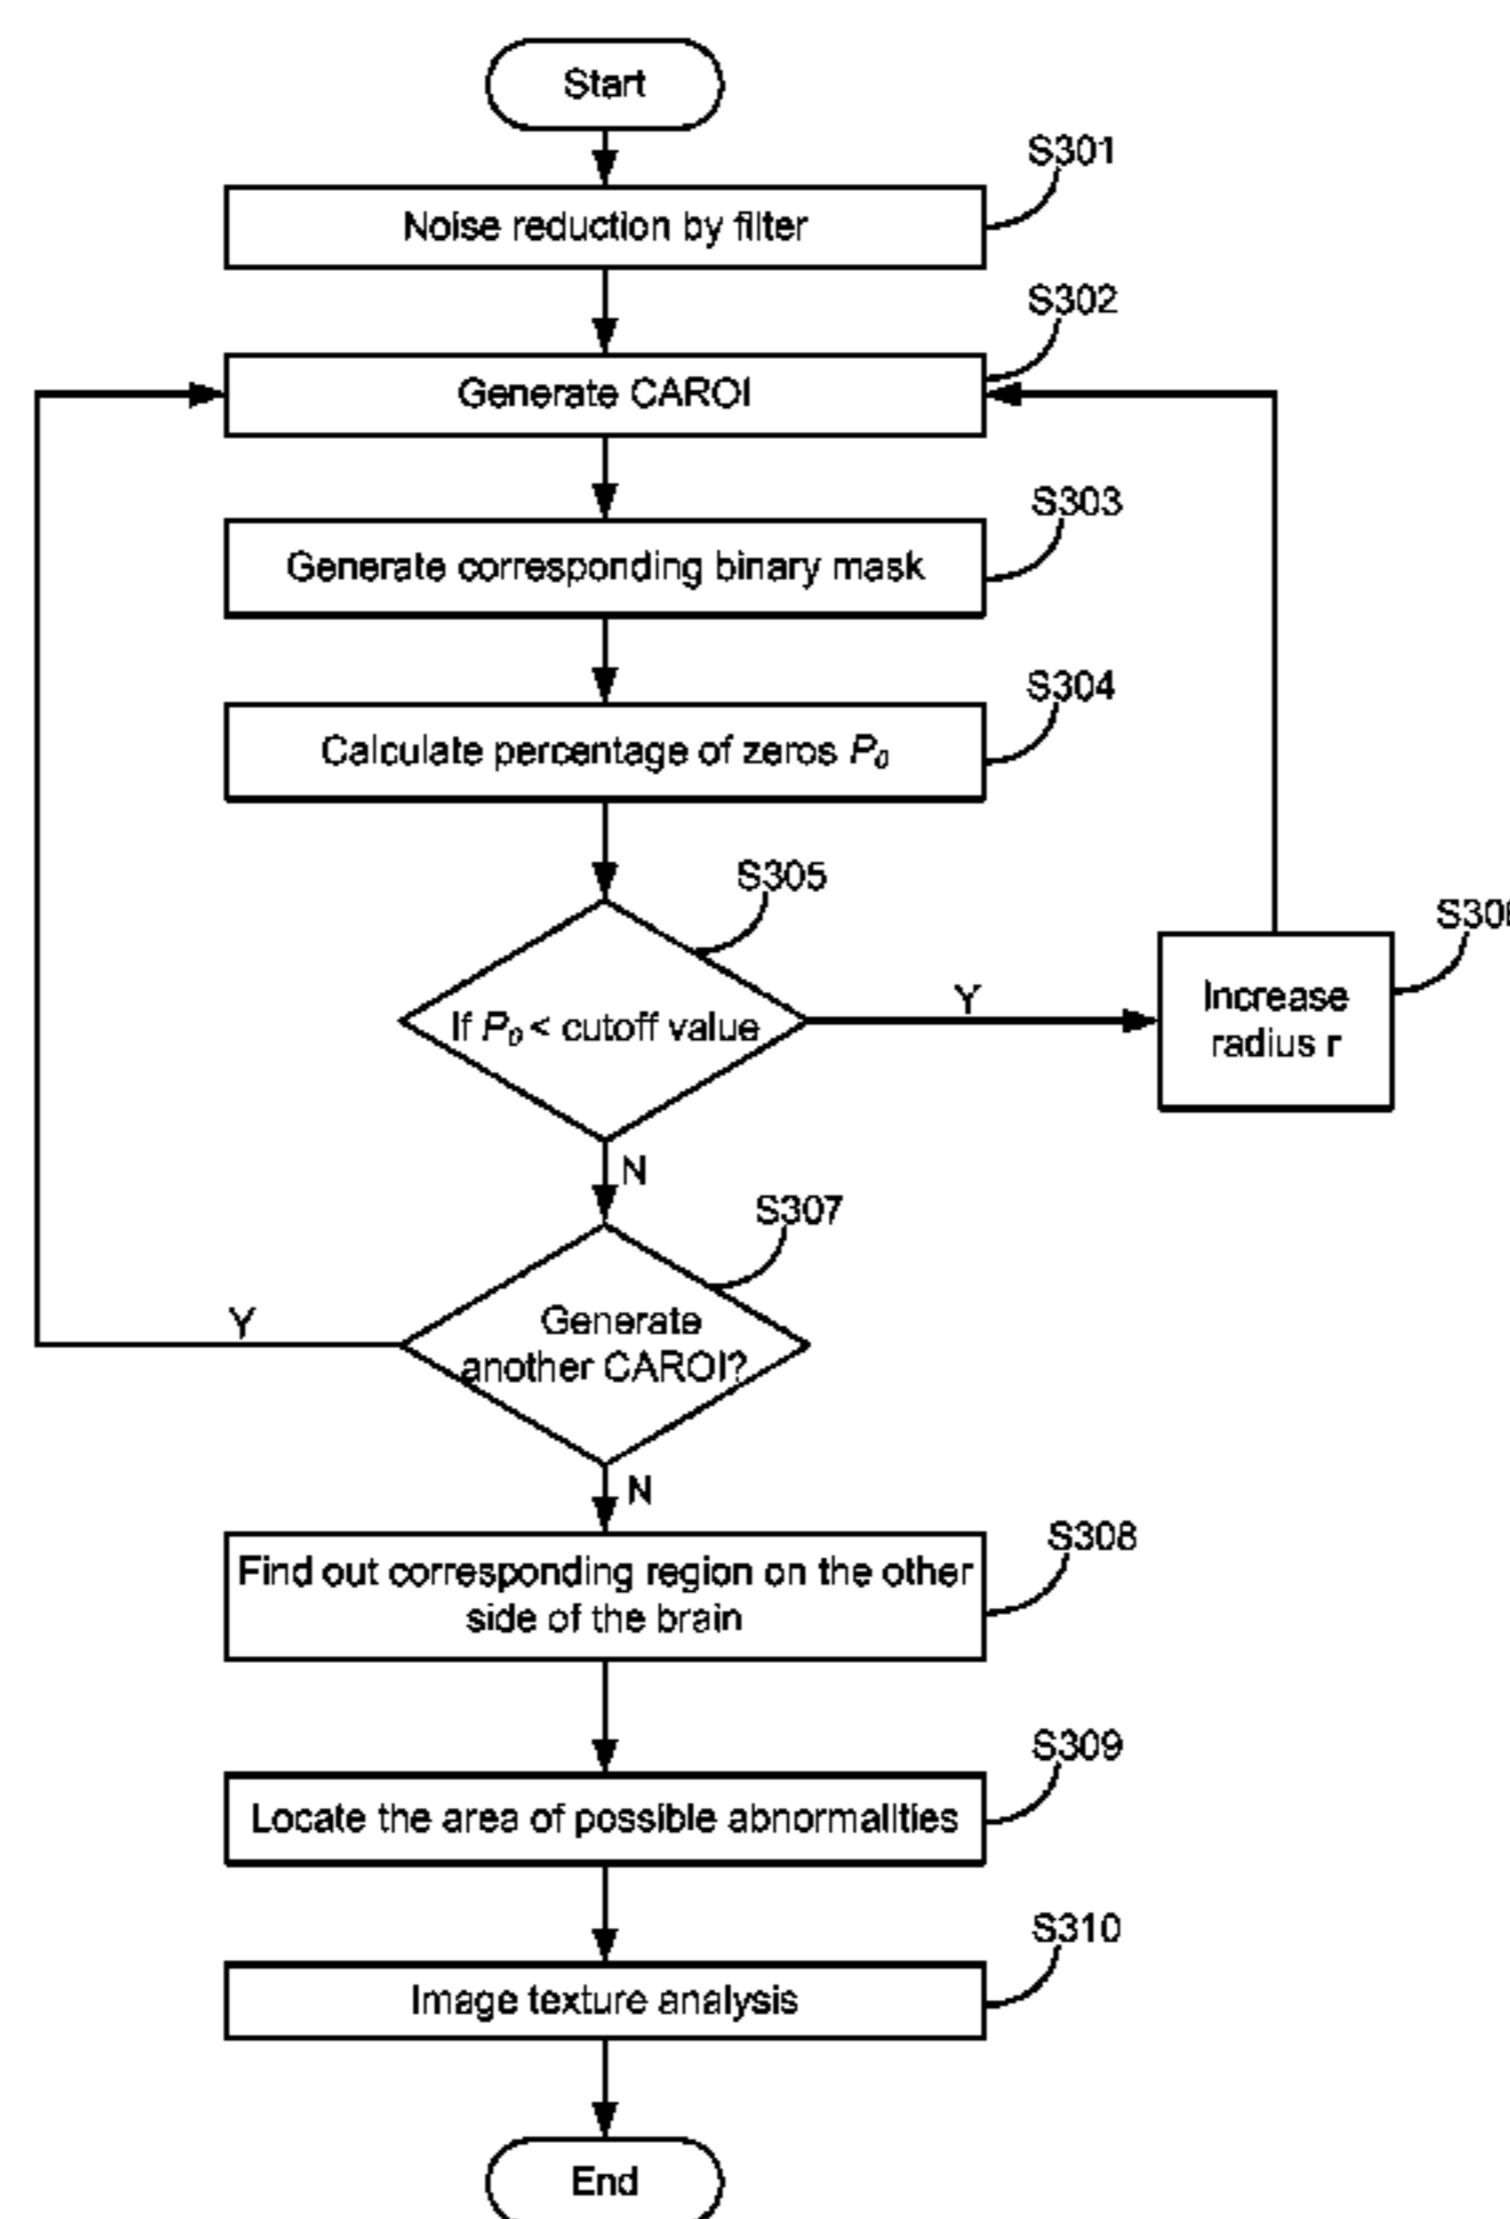 Start
S301
Noise reduction by filter
S302
Generate CAROI
S303
Generate corresponding binary mask
S304
Calculate percentage of zeros P₀
S305
If P₀ < cutoff value
Y
Increase
radius r
N
S307
Generate
another CAROI?
Y
N
S308
Find out corresponding region on the other
side of the brain
S309
Locate the area of possible abnormalities
S310
Image texture analysis
End